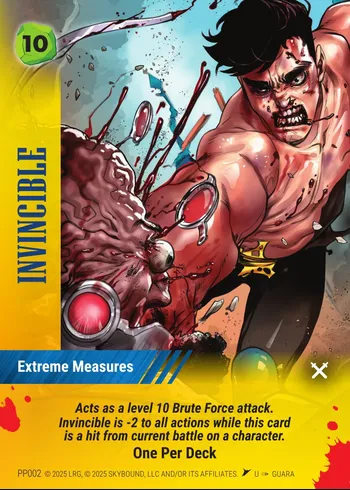 10
INVINCIBLE
Extreme Measures
Acts as a level 10 Brute Force attack.
Invincible is -2 to all actions while this card
is a hit from current battle on a character.
One Per Deck
PP002 © 2025 LRG, © 2025 SKYBOUND, LLC AND/OR ITS AFFILIATES. U ⇨ GUARA